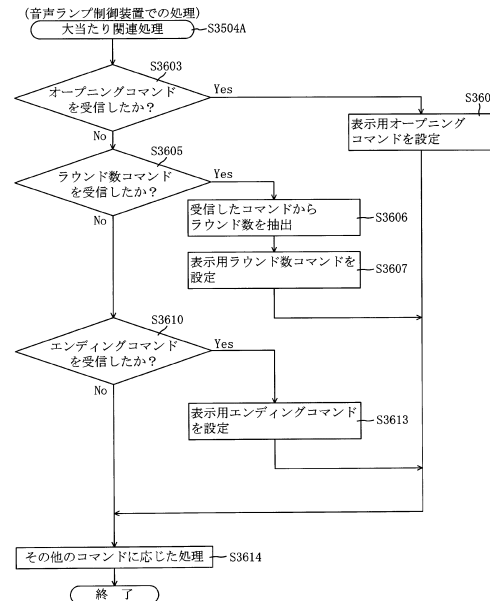 (音声ランプ制御装置での処理)
大当たり関連処理
S3504A
S3603
オープニングコマンド
を受信したか？
Yes
No
S360
表示用オープニング
コマンドを設定
S3605
ラウンド数コマンド
を受信したか？
Yes
No
受信したコマンドから
ラウンド数を抽出
S3606
表示用ラウンド数コマンドを
設定
S3607
S3610
エンディングコマンド
を受信したか？
Yes
No
表示用エンディングコマンド
を設定
S3613
その他のコマンドに応じた処理
S3614
終 了